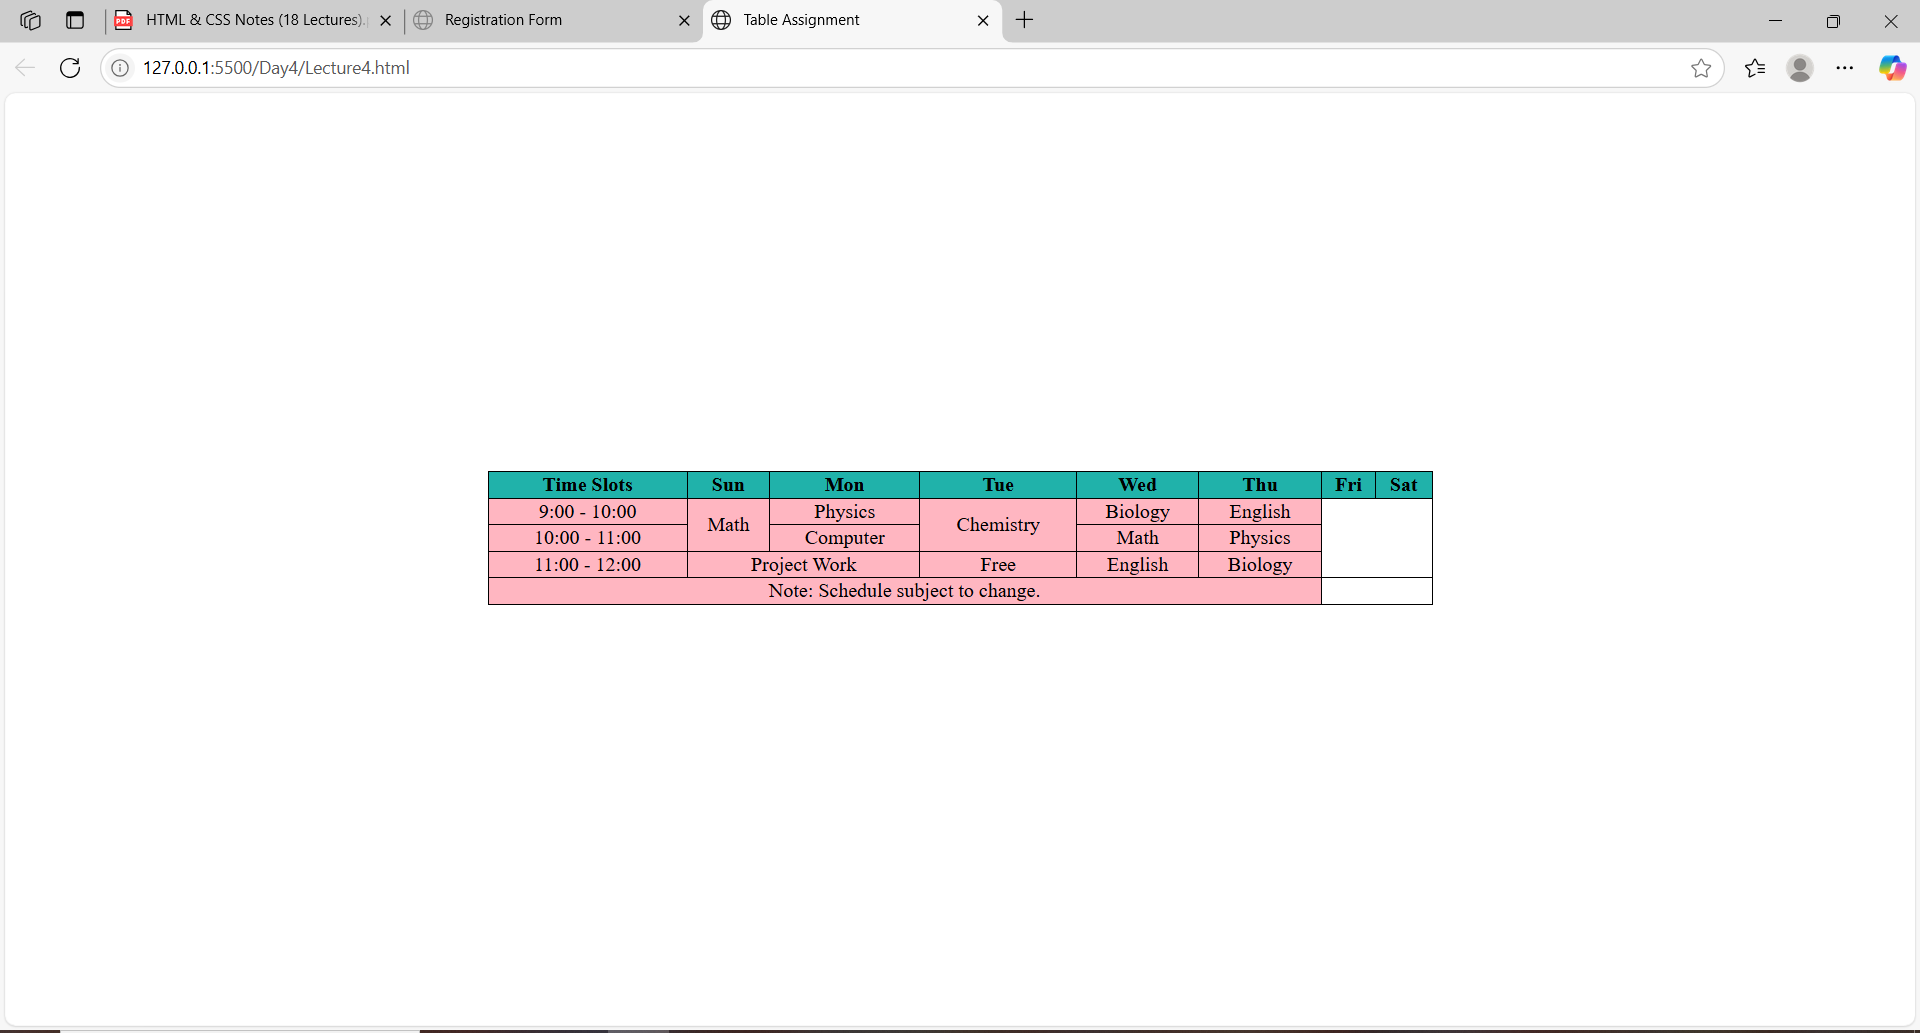 HTML & CSS Notes (18 Lectures).
Registration Form
Table Assignment
127.0.0.1:5500/Day4/Lecture4.html
Time Slots Sun Mon Tue Wed Thu Fri Sat
9:00 - 10:00 Math Physics Chemistry Biology English
10:00 - 11:00 Computer Math Physics
11:00 - 12:00 Project Work Free English Biology
Note: Schedule subject to change.